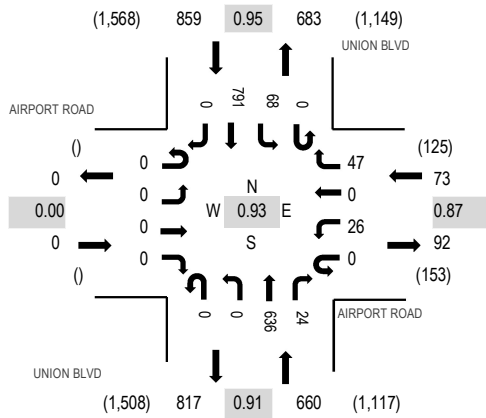 (1,568) 859 0.95 683 (1,149)
UNION BLVD
0 791 68 0
AIRPORT ROAD
() (125)
0 47
0 73
0 0
N
0.00 W 0.93 E 0.87
S
0 26
0 92
0 0
() (153)
0 0 636 24
AIRPORT ROAD
UNION BLVD
(1,508) 817 0.91 660 (1,117)